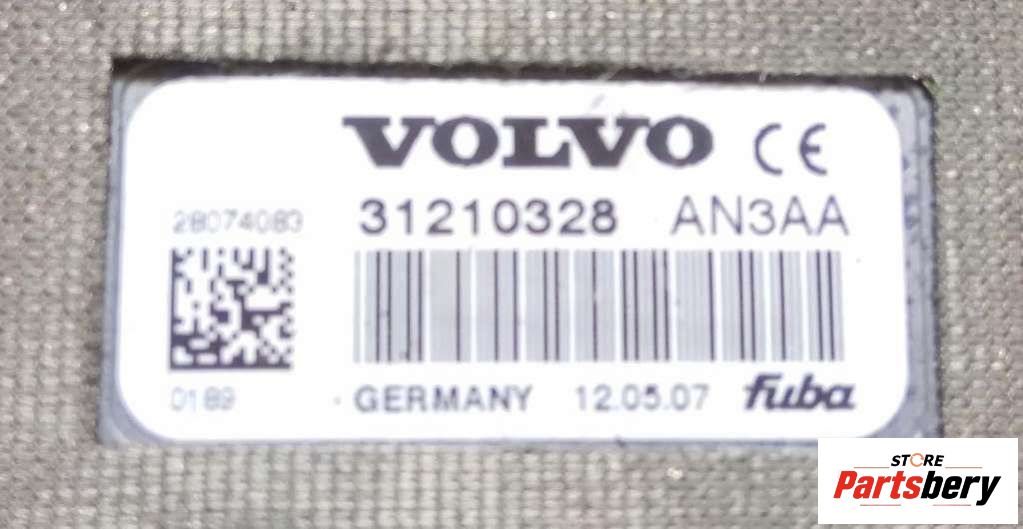 VOLVO CE
28074083 31210328 AN3AA
0189 GERMANY 12.05.07 fuba
STORE
Partsbery